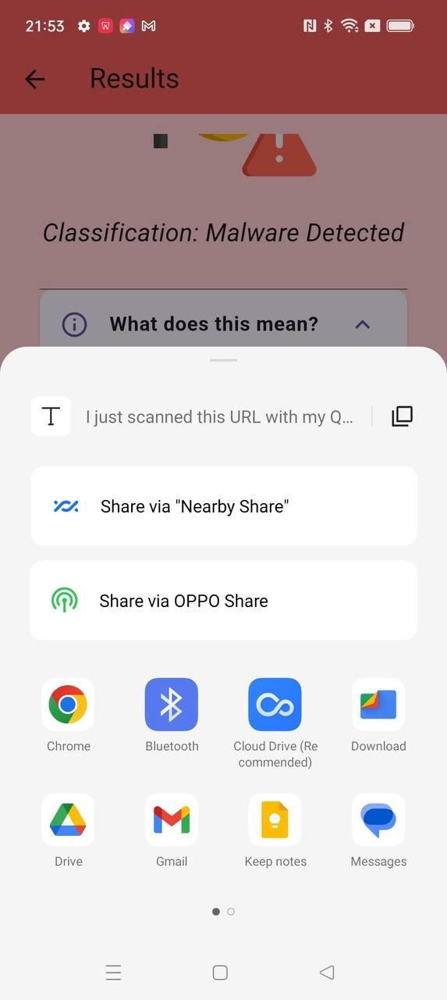 21:53
Results
Classification: Malware Detected
What does this mean?
I just scanned this URL with my Q...
Share via "Nearby Share"
Share via OPPO Share
Chrome
Bluetooth
Cloud Drive (Re
commended)
Download
Drive
Gmail
Keep notes
Messages